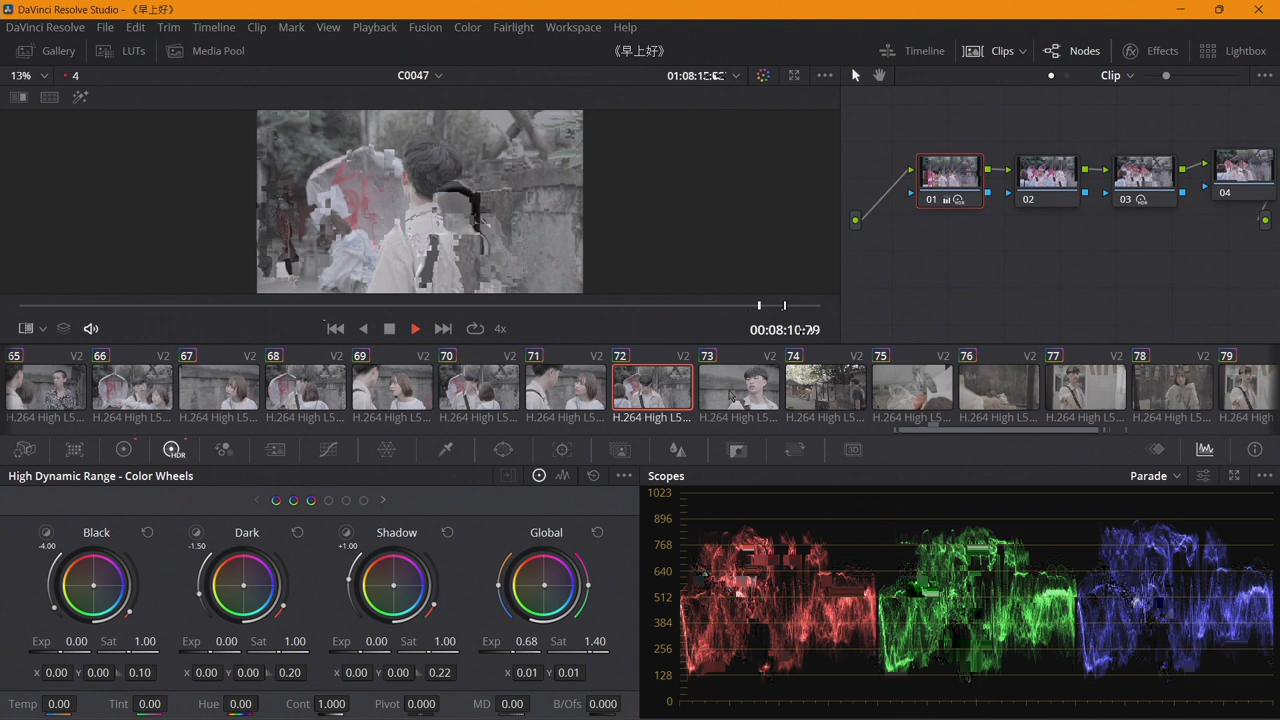 DaVinci Resolve Studio - 《早上好》
DaVinci Resolve File Edit Trim Timeline Clip Mark View Playback Fusion Color Fairlight Workspace Help
Gallery LUTs Media Pool 《早上好》 Timeline Clips Nodes Effects Lightbox
13% 4 C0047 Clip
01 HDR 02 03 HDR 04
4x
65 V2 66 V2 67 V2 68 V2 69 V2 70 V2 71 V2 72 V2 73 V2 74 V2 75 V2 76 V2 77 V2 78 V2 79
H.264 High L5... H.264 High L5... H.264 High L5... H.264 High L5... H.264 High L5... H.264 High L5... H.264 High L5... H.264 High L5... H.264 High L5... H.264 High L5... H.264 High L5... H.264 High L5... H.264 High L5... H.264 High L5... H.264 High L
HDR 3D
High Dynamic Range - Color Wheels Scopes Parade
Black Dark Shadow Global
-4.00 -1.50 +1.00
Exp 0.00 Sat 1.00 Exp 0.00 Sat 1.00 Exp 0.00 Sat 1.00 Exp 0.68 Sat 1.40
X 0.00 Y 0.00 0.10 X 0.00 Y 0.00 0.20 X 0.00 Y 0.00 0.22 X 0.01 Y 0.01
Temp 0.00 Tint 0.00 Hue 0.00 Cont 1.000 Pivot 0.000 MD 0.00 B/Ofs 0.000
1023
896
768
640
512
384
256
128
0